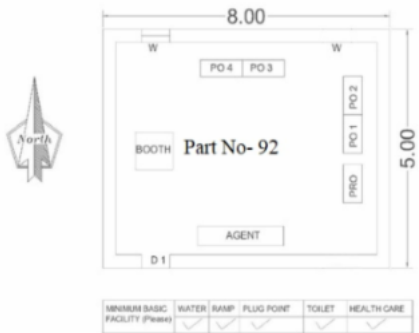 8.00
W W
PO 4 PO 3
North
PO 2
BOOTH Part No- 92 PO 1
5.00
PRO
AGENT
D 1
MINIMUM BASIC FACILITY (Please) WATER RAMP PLUG POINT TOILET HEALTH CARE